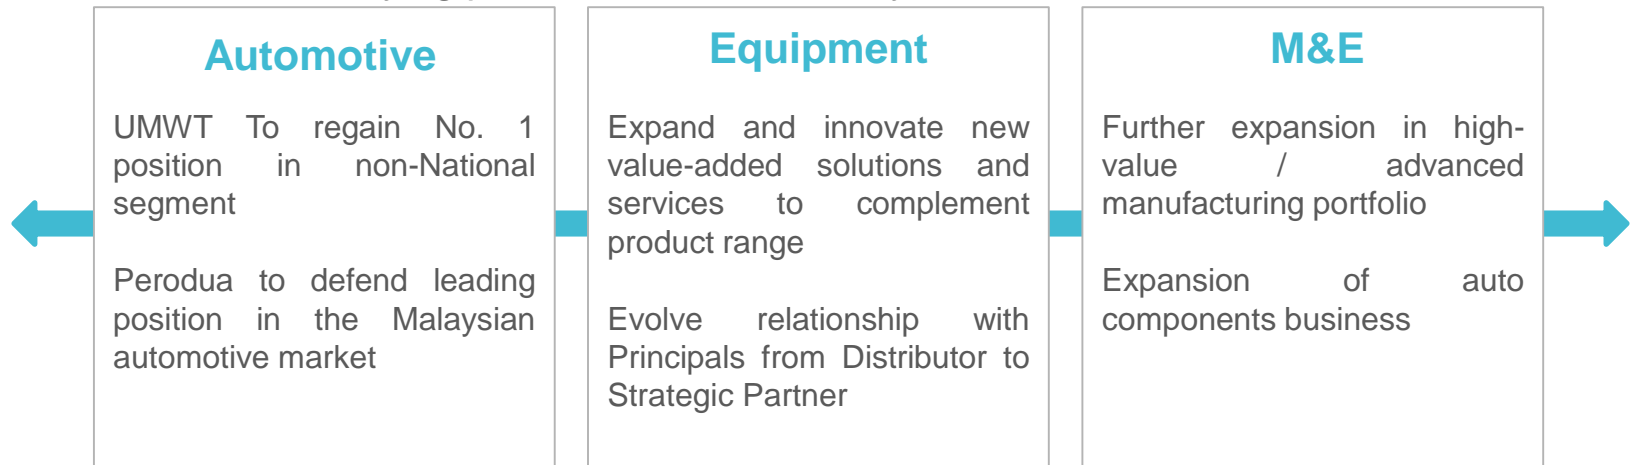 Automotive
UMWT To regain No. 1
position in non-National
segment
Perodua to defend leading
position in the Malaysian
automotive market
Equipment
Expand and innovate new
value-added solutions and
services to complement
product range
Evolve relationship with
Principals from Distributor to
Strategic Partner
M&E
Further expansion in high-
value / advanced
manufacturing portfolio
Expansion of auto
components business